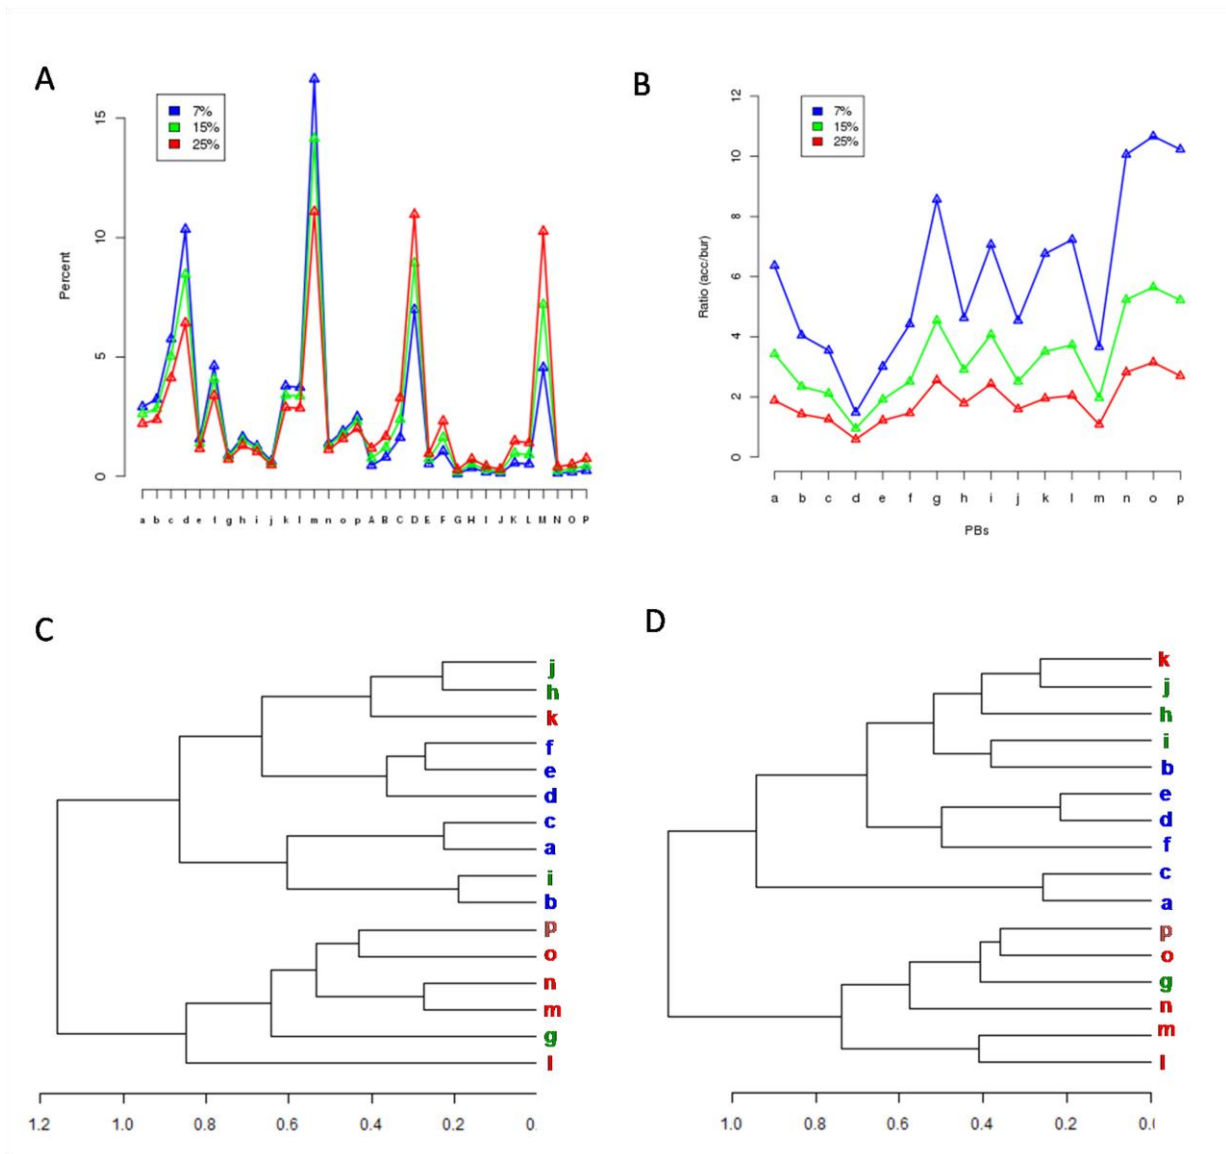 A
B
7%
15%
25%
15
10
5
0
Percent
a b c d e f g h i j k l m n o p A B C D E F G H I J K L M N O P
7%
15%
25%
12
10
8
6
4
2
0
Ratio (acc/bur)
a b c d e f g h i j k l m n o p
PBs
C
j
h
k
f
e
d
c
a
i
b
p
o
n
m
g
l
1.2 1.0 0.8 0.6 0.4 0.2 0.
D
k
j
h
i
b
e
d
f
c
a
p
o
g
n
m
l
1.0 0.8 0.6 0.4 0.2